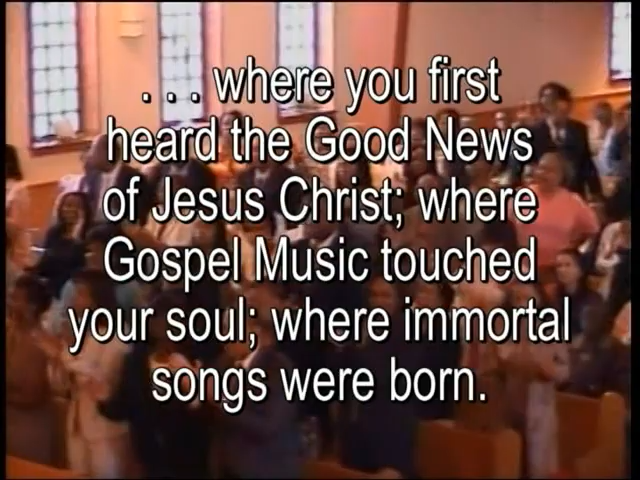 . . . where you first
heard the Good News
of Jesus Christ; where
Gospel Music touched
your soul; where immortal
songs were born.